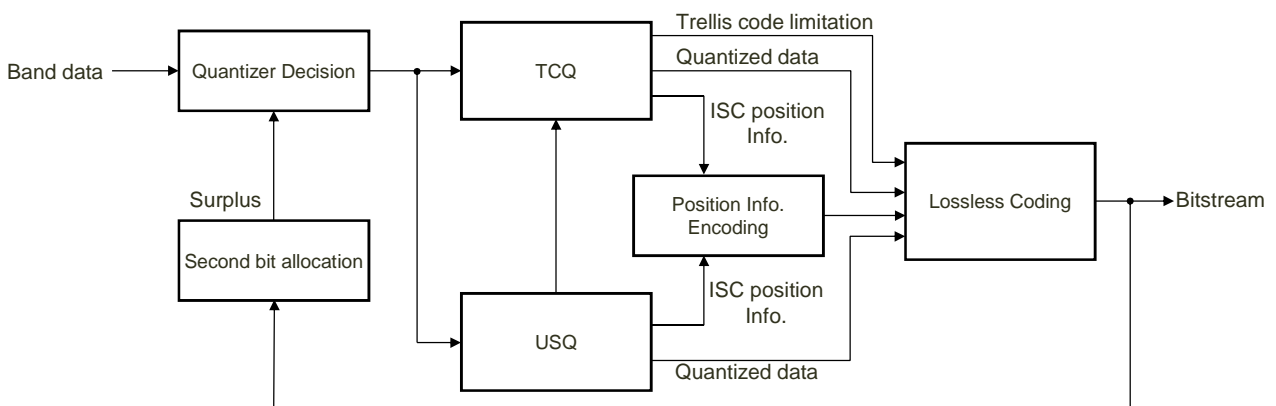 Trellis code limitation
Quantized data
Band data
Quantizer Decision
TCQ
ISC position
Info.
Surplus
Position Info.
Encoding
Lossless Coding
Bitstream
Second bit allocation
ISC position
Info.
USQ
Quantized data